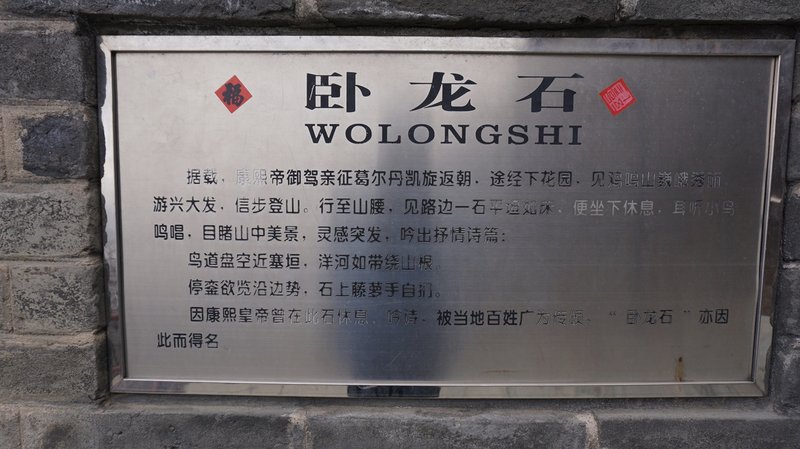 福
卧龙石
WOLONGSHI
据载，康熙帝御驾亲征葛尔丹凯旋返朝，途经下花园，见鸡鸣山巍峨秀丽
游兴大发，信步登山。行至山腰，见路边一石平适如床，便坐下休息，耳听小鸟
鸣唱，目睹山中美景，灵感突发，吟出抒情诗篇：
鸟道盘空近塞垣，洋河如带绕山根。
停銮欲览沿边势，石上藤萝手自扪。
因康熙皇帝曾在此石休息、吟诗，被当地百姓广为传颂，“卧龙石”亦因
此而得名